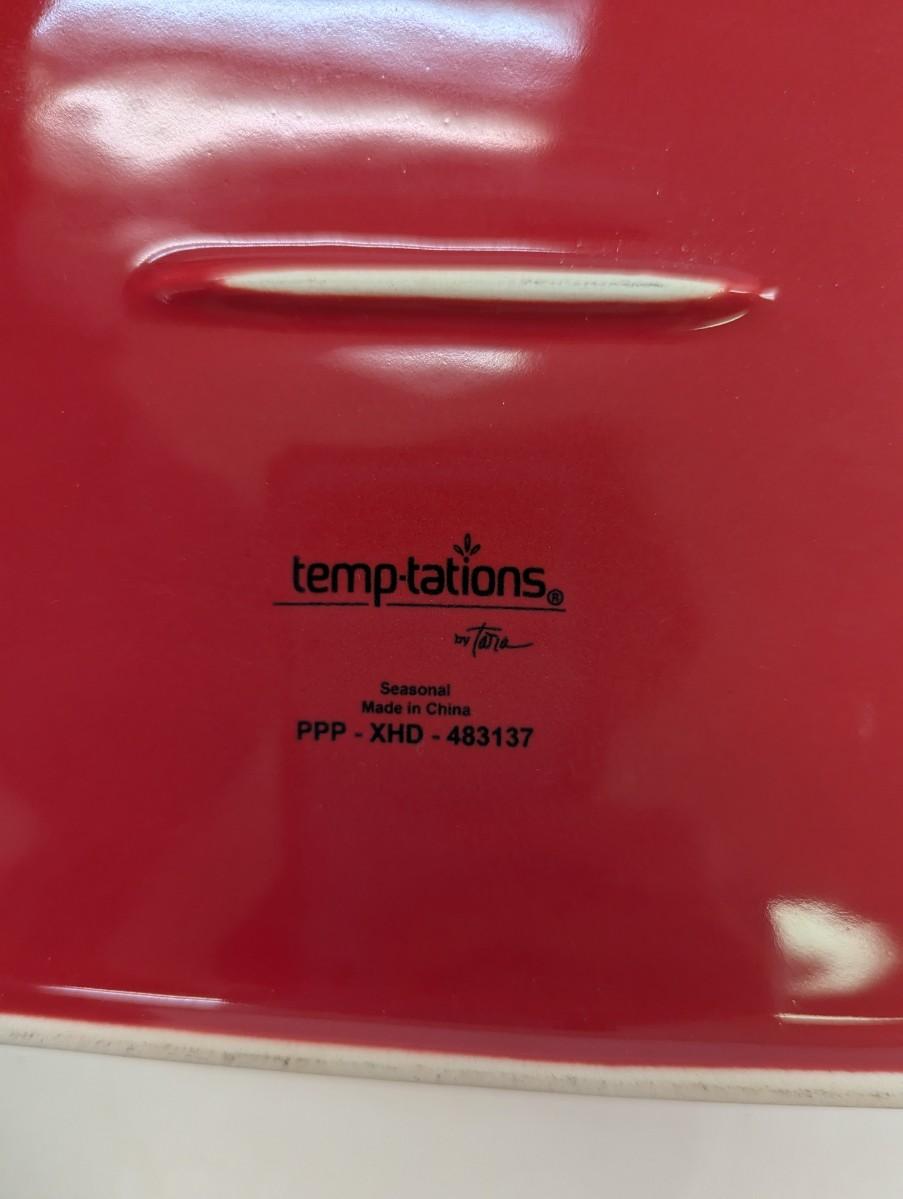 temp·tations®
by Tara
Seasonal
Made in China
PPP - XHD - 483137